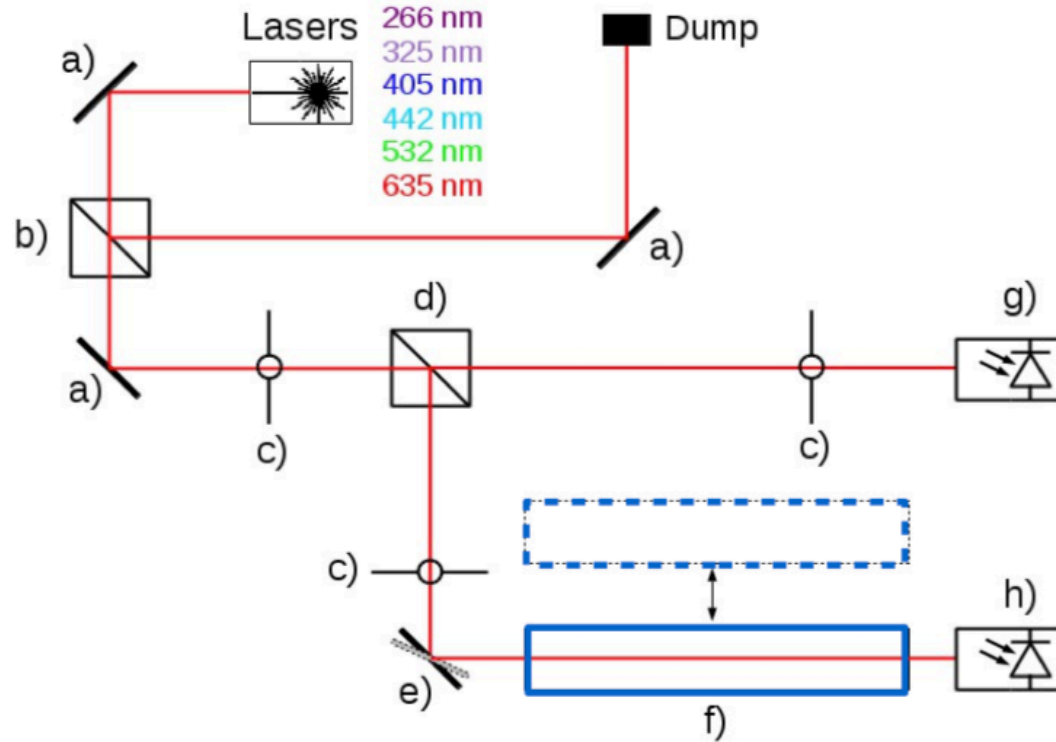 Lasers
266 nm
325 nm
405 nm
442 nm
532 nm
635 nm
Dump
a)
b)
a)
a)
c)
d)
c)
g)
c)
e)
f)
h)